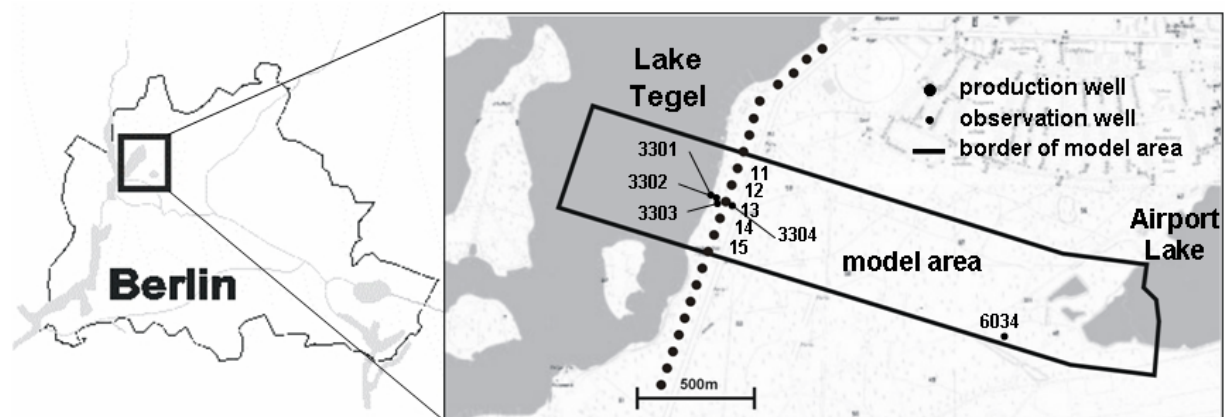 Berlin
Lake
Tegel
production well
observation well
border of model area
3301
3302
3303
11
12
13
14
15
3304
model area
Airport
Lake
6034
500m